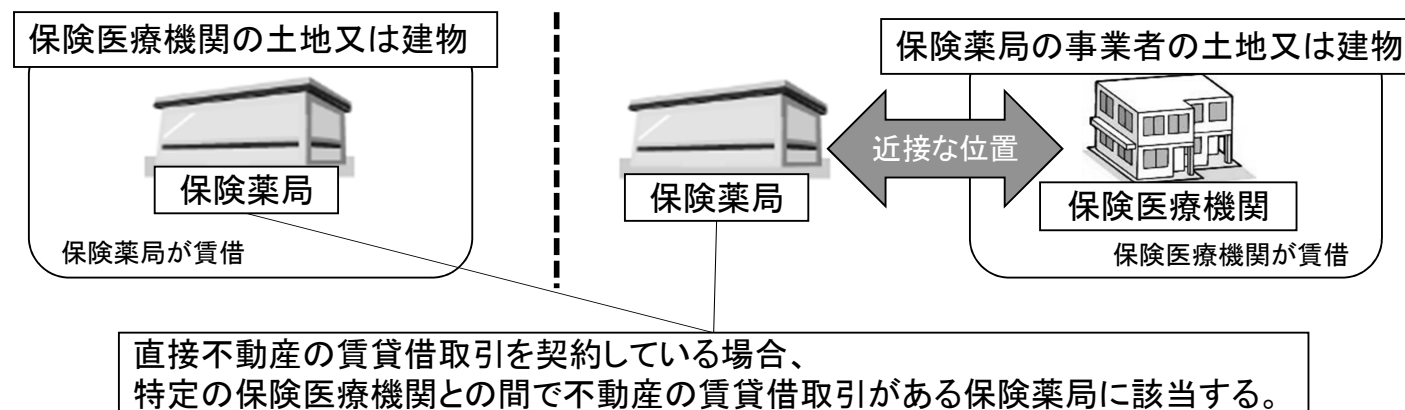 保険医療機関の土地又は建物
保険薬局
保険薬局が賃借
保険薬局
近接な位置
保険薬局の事業者の土地又は建物
保険医療機関
保険医療機関が賃借
直接不動産の賃貸借取引を契約している場合、
特定の保険医療機関との間で不動産の賃貸借取引がある保険薬局に該当する。